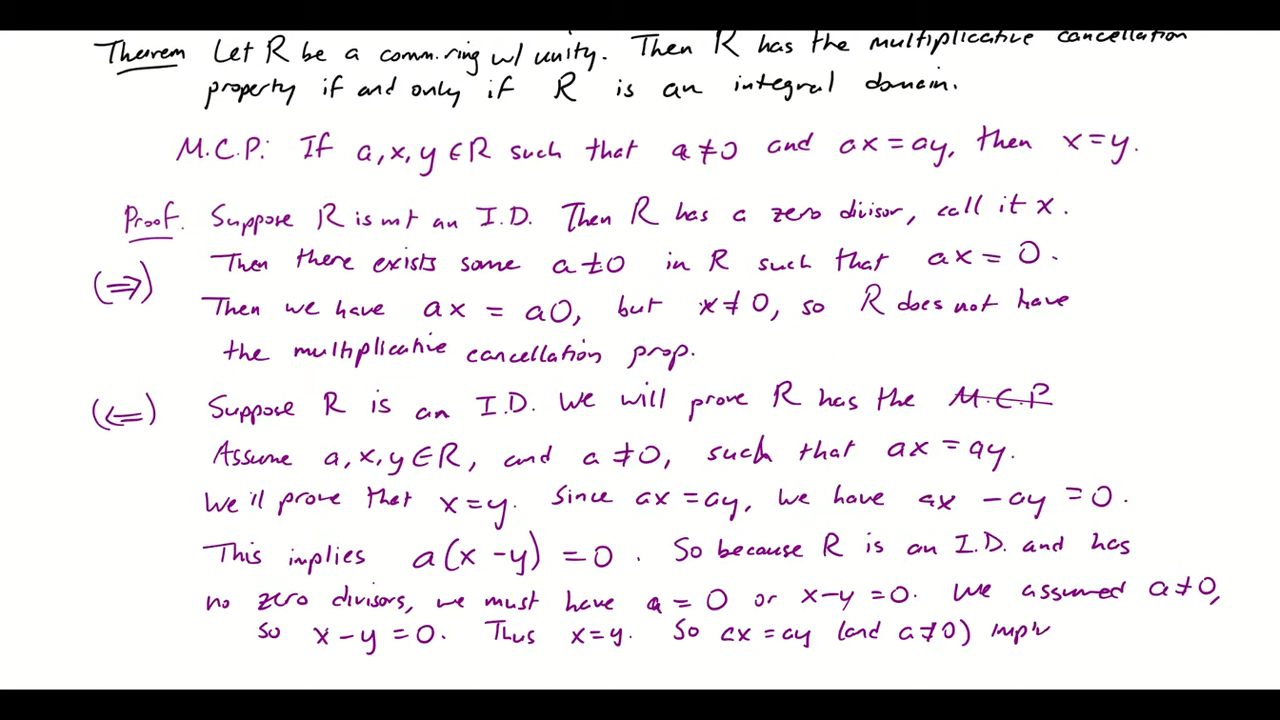 Theorem Let R be a comm. ring w/ unity. Then R has the multiplicative cancellation
property if and only if R is an integral domain.
M.C.P.: If a, x, y ∈ R such that a ≠ 0 and ax = ay, then x = y.
Proof. Suppose R is not an I.D. Then R has a zero divisor, call it x.
(⇒) Then there exists some a ≠ 0 in R such that ax = 0.
Then we have ax = a0, but x ≠ 0, so R does not have
the multiplicative cancellation prop.
(⇐) Suppose R is an I.D. We will prove R has the M.C.P
Assume a, x, y ∈ R, and a ≠ 0, such that ax = ay.
We'll prove that x = y. Since ax = ay, we have ax - ay = 0.
This implies a(x - y) = 0. So because R is an I.D. and has
no zero divisors, we must have a = 0 or x - y = 0. We assumed a ≠ 0,
so x - y = 0. Thus x = y. So ax = ay (and a ≠ 0)